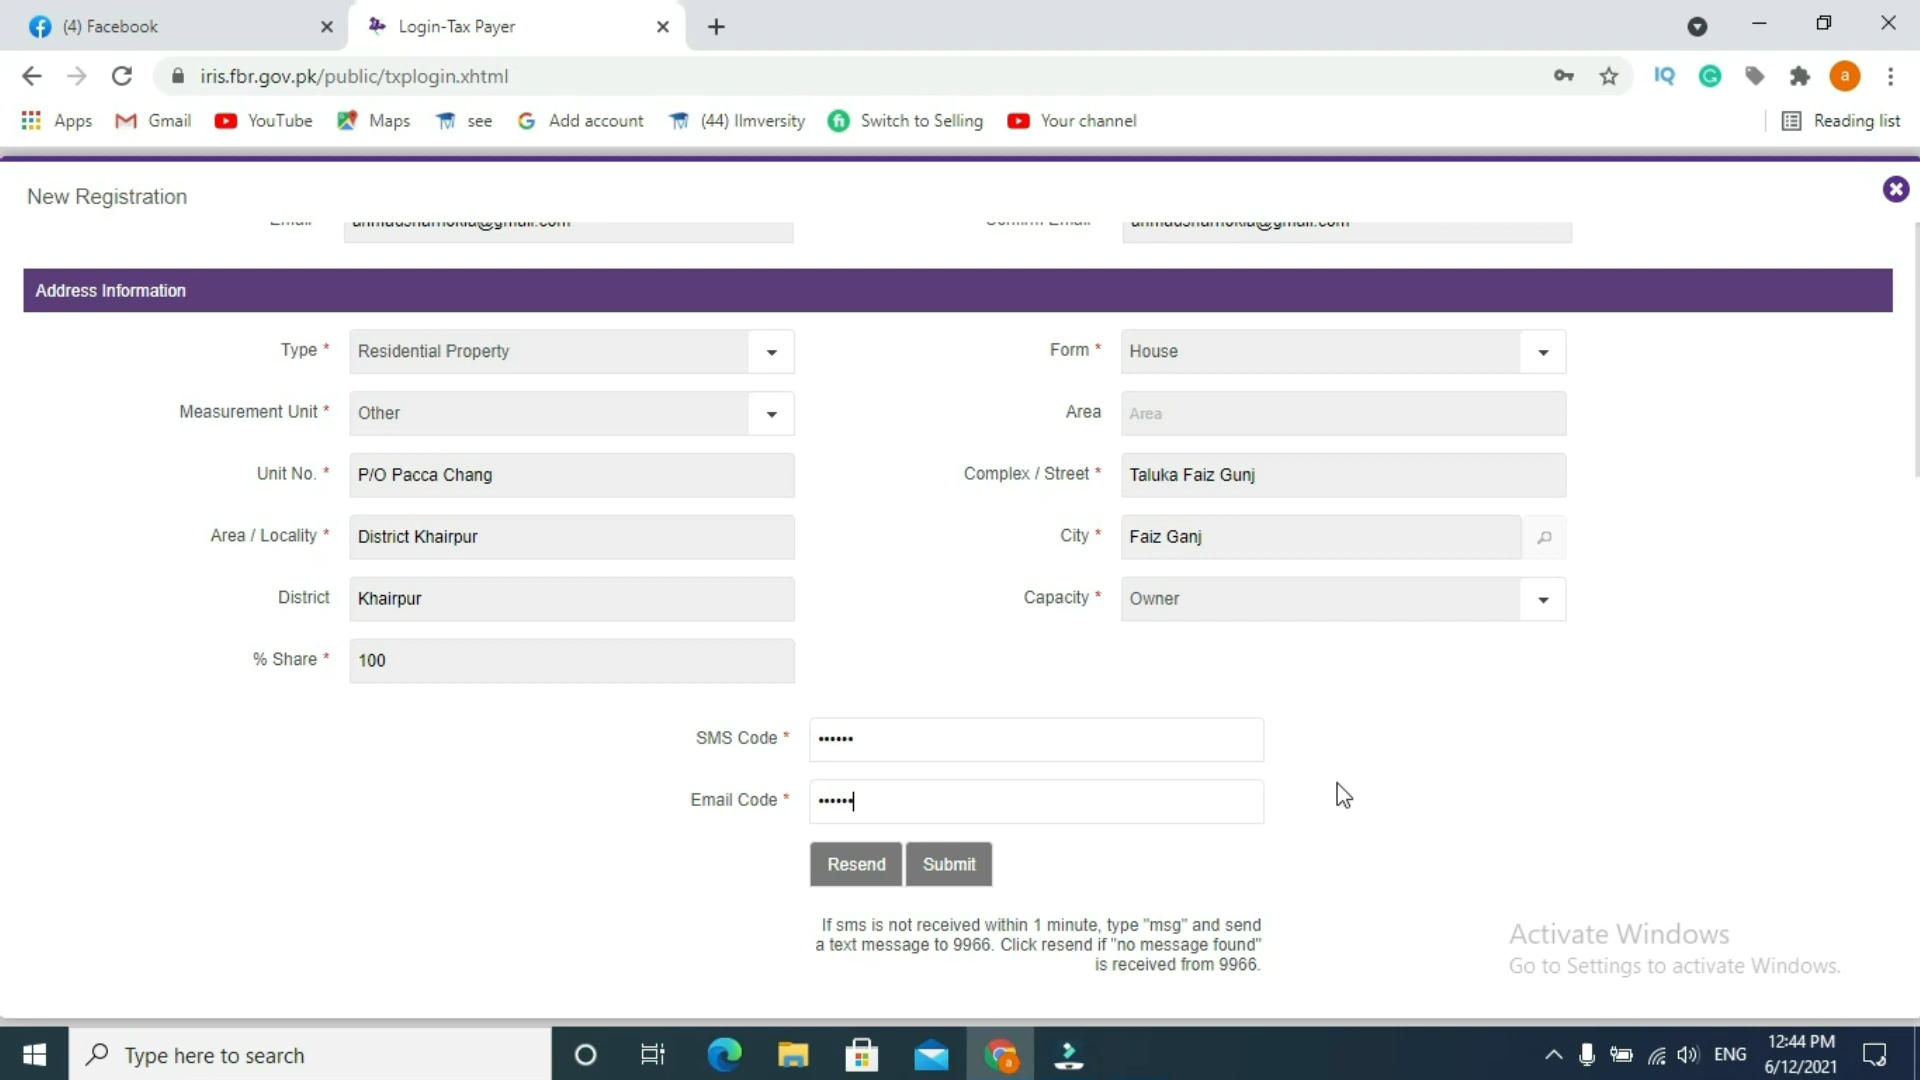 (4) Facebook
Login-Tax Payer
iris.fbr.gov.pk/public/txplogin.xhtml
IQ
a
Apps
Gmail
YouTube
Maps
see
Add account
(44) Ilmversity
Switch to Selling
Your channel
Reading list
New Registration
Address Information
Type * Residential Property
Form * House
Measurement Unit * Other
Area Area
Unit No. * P/O Pacca Chang
Complex / Street * Taluka Faiz Gunj
Area / Locality * District Khairpur
City * Faiz Ganj
District Khairpur
Capacity * Owner
% Share * 100
SMS Code * ••••••
Email Code * ••••••
Resend Submit
If sms is not received within 1 minute, type "msg" and send
a text message to 9966. Click resend if "no message found"
is received from 9966.
Activate Windows
Go to Settings to activate Windows.
Type here to search
ENG
12:44 PM
6/12/2021